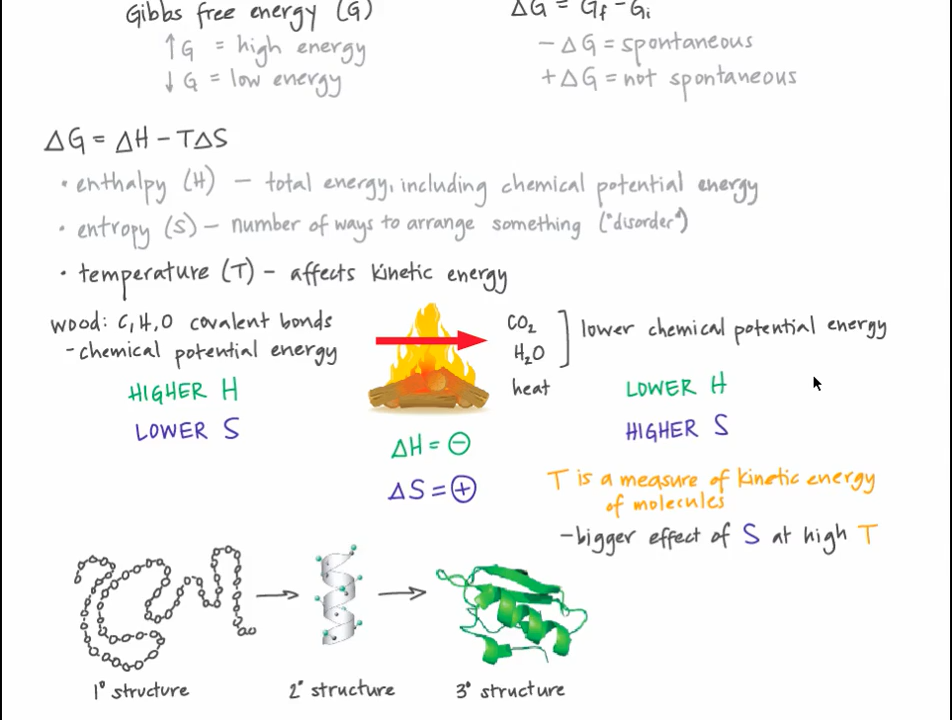 Gibbs free energy (G)
ΔG = Gf - Gi
↑G = high energy
↓G = low energy
- ΔG = spontaneous
+ ΔG = not spontaneous
ΔG = ΔH - TΔS
• enthalpy (H) - total energy, including chemical potential energy
• entropy (S) - number of ways to arrange something ("disorder")
• temperature (T) - affects kinetic energy
wood: C, H, O covalent bonds
- chemical potential energy
HIGHER H
LOWER S
CO₂
H₂O
heat
lower chemical potential energy
LOWER H
HIGHER S
ΔH = ⊖
ΔS = ⊕
T is a measure of kinetic energy
of molecules
- bigger effect of S at high T
1° structure
2° structure
3° structure